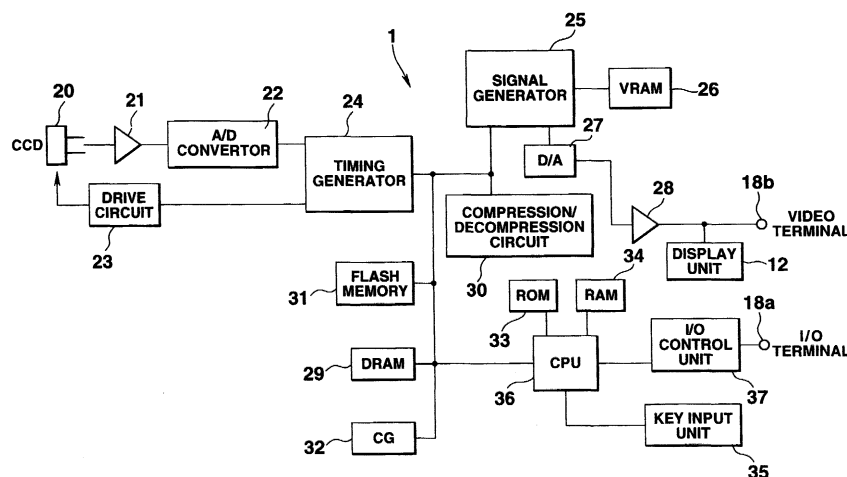 1
25
SIGNAL
GENERATOR
VRAM
26
20
21
22
24
27
CCD
A/D
CONVERTOR
TIMING
GENERATOR
D/A
DRIVE
CIRCUIT
23
COMPRESSION/
DECOMPRESSION
CIRCUIT
30
28
18b
VIDEO
TERMINAL
DISPLAY
UNIT
12
FLASH
MEMORY
31
ROM
33
RAM
34
18a
I/O
CONTROL
UNIT
I/O
TERMINAL
37
DRAM
29
CPU
36
CG
32
KEY INPUT
UNIT
35